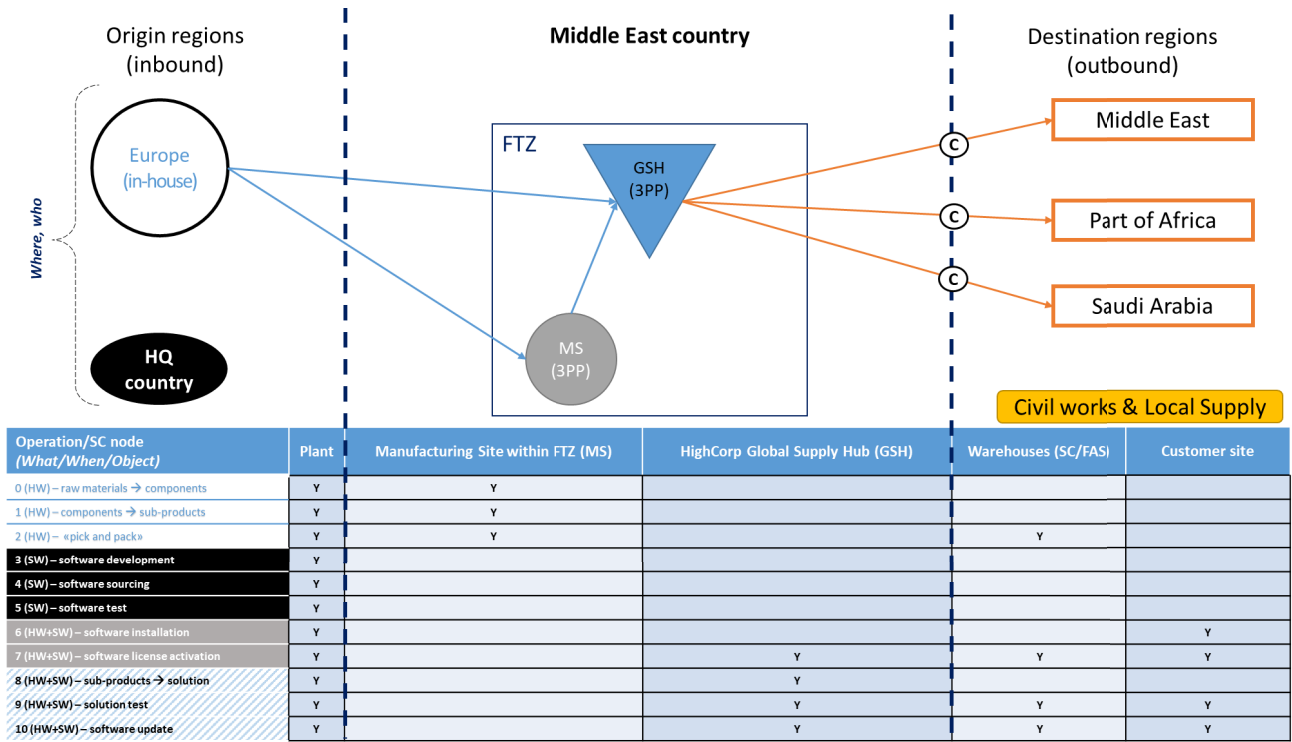 Origin regions
(inbound)
Middle East country
Destination regions
(outbound)
Where, who
Europe
(in-house)
HQ
country
FTZ
GSH
(3PP)
MS
(3PP)
C
C
C
Middle East
Part of Africa
Saudi Arabia
Civil works & Local Supply
Operation/SC node
(What/When/Object)
Plant
Manufacturing Site within FTZ (MS)
HighCorp Global Supply Hub (GSH)
Warehouses (SC/FAS)
Customer site
0 (HW) – raw materials → components Y Y
1 (HW) – components → sub-products Y Y
2 (HW) – «pick and pack» Y Y Y
3 (SW) – software development Y
4 (SW) – software sourcing Y
5 (SW) – software test Y
6 (HW+SW) – software installation Y Y
7 (HW+SW) – software license activation Y Y Y Y
8 (HW+SW) – sub-products → solution Y Y
9 (HW+SW) – solution test Y Y Y Y
10 (HW+SW) – software update Y Y Y Y